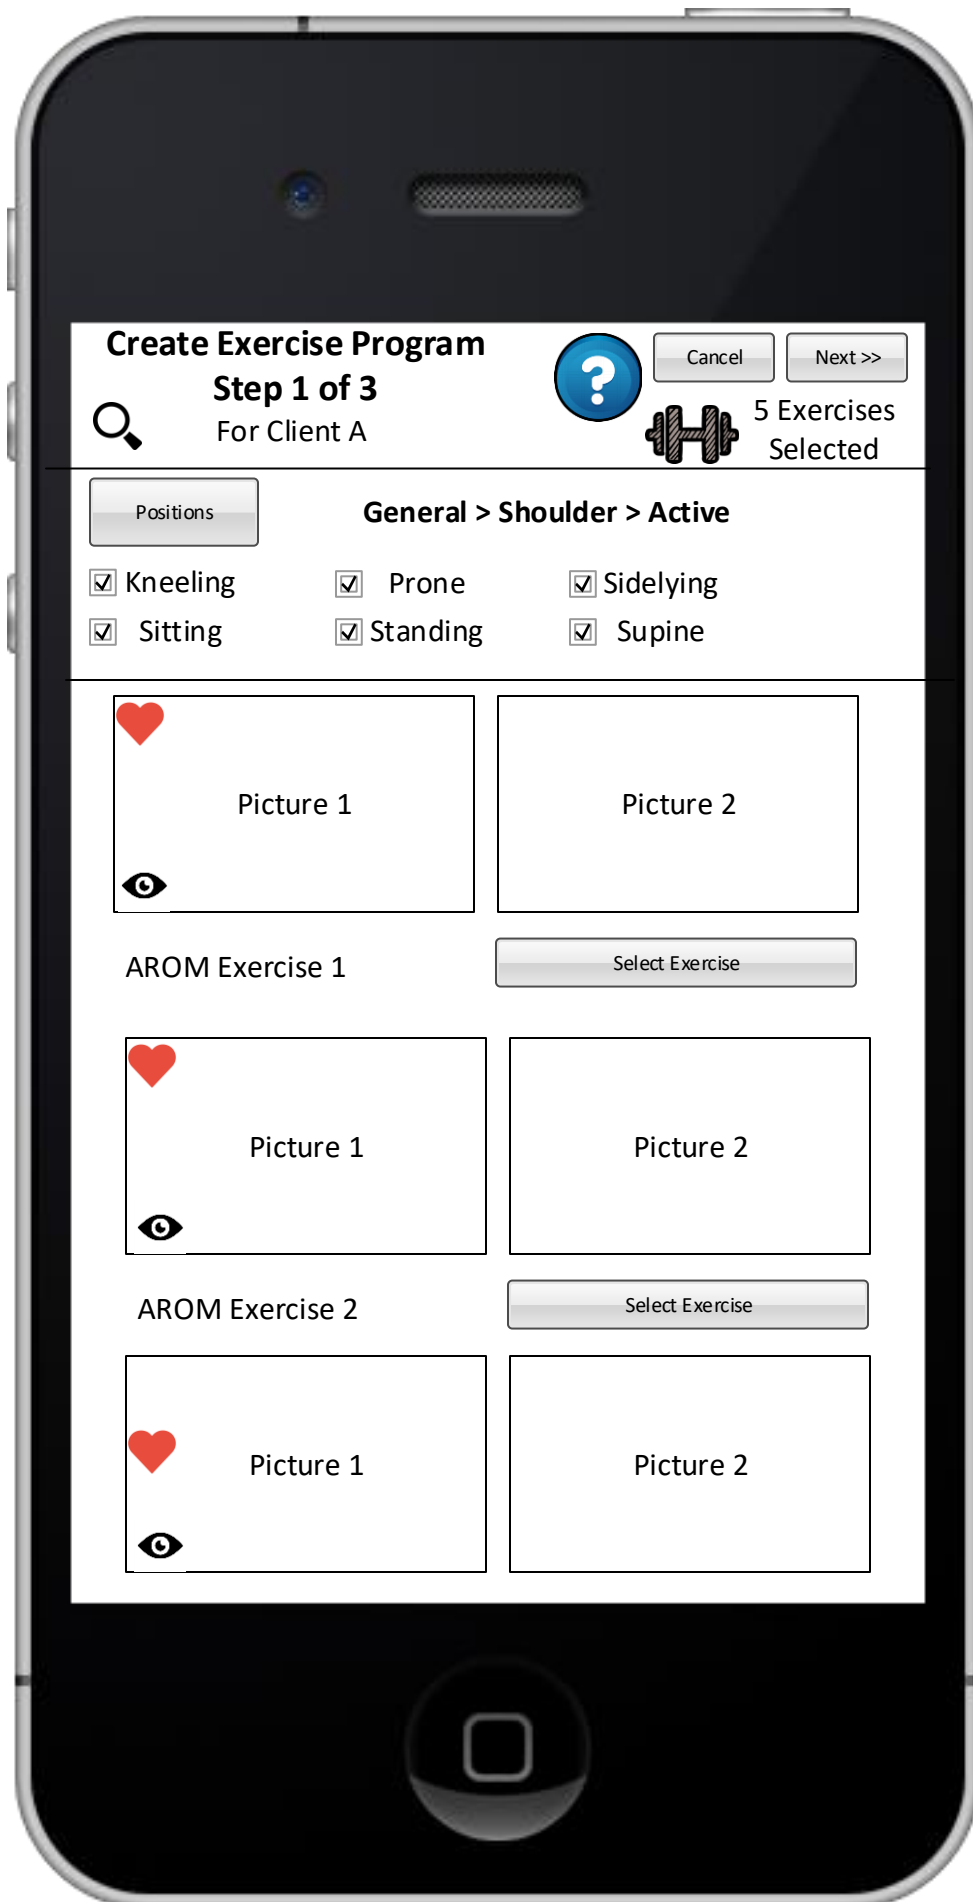 Create Exercise Program
Step 1 of 3
For Client A
?
Cancel
Next >>
5 Exercises
Selected
Positions
General > Shoulder > Active
Kneeling
Prone
Sidelying
Sitting
Standing
Supine
Picture 1
Picture 2
AROM Exercise 1
Select Exercise
Picture 1
Picture 2
AROM Exercise 2
Select Exercise
Picture 1
Picture 2